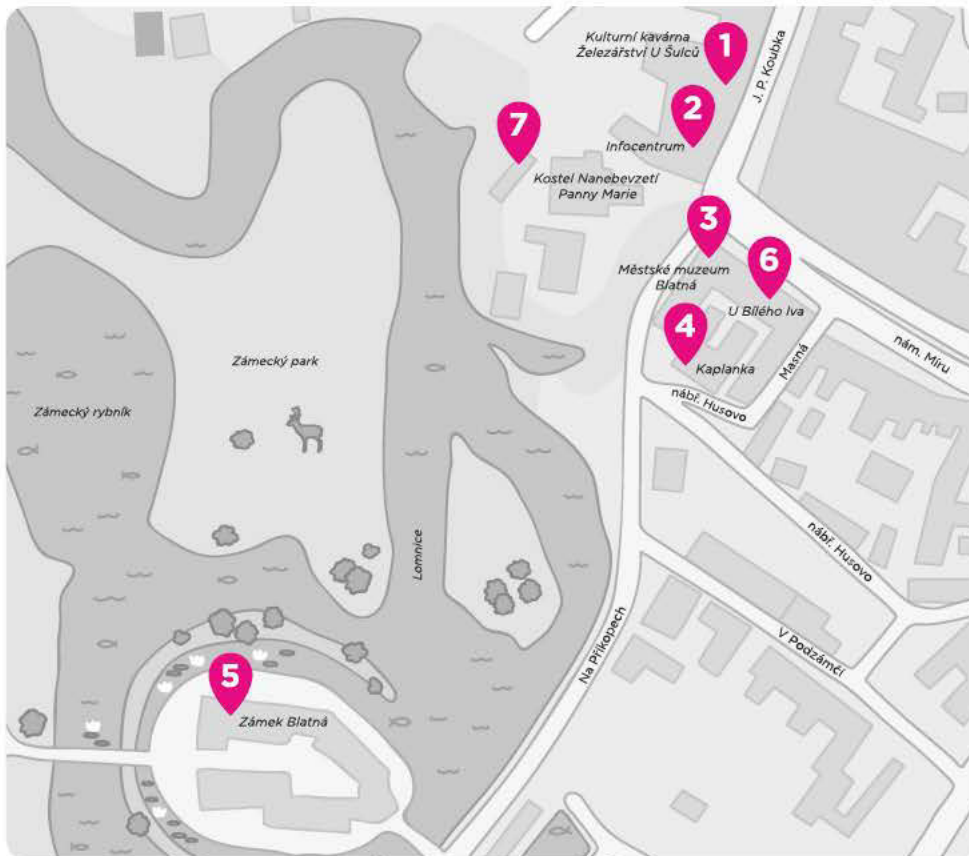 Kulturní kavárna
Železářství U Šulců
1
J. P. Koubka
2
Infocentrum
7
Kostel Nanebevzetí
Panny Marie
3
Městské muzeum
Blatná
6
U Bílého lva
4
Kaplanka
Masná
nám. Míru
nábř. Husovo
Zámecký park
Zámecký rybník
Lomnice
nábř. Husovo
V Podzámčí
Na Příkopech
5
Zámek Blatná